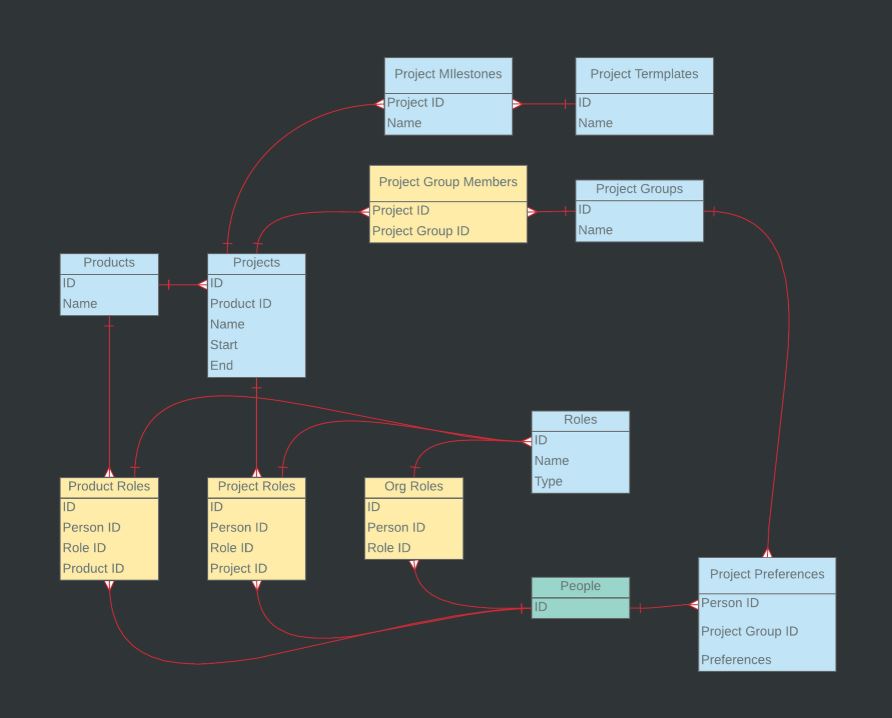 Project MIlestones
Project ID
Name
Project Termplates
ID
Name
Project Group Members
Project ID
Project Group ID
Project Groups
ID
Name
Products
ID
Name
Projects
ID
Product ID
Name
Start
End
Roles
ID
Name
Type
Product Roles
ID
Person ID
Role ID
Product ID
Project Roles
ID
Person ID
Role ID
Project ID
Org Roles
ID
Person ID
Role ID
People
ID
Project Preferences
Person ID
Project Group ID
Preferences